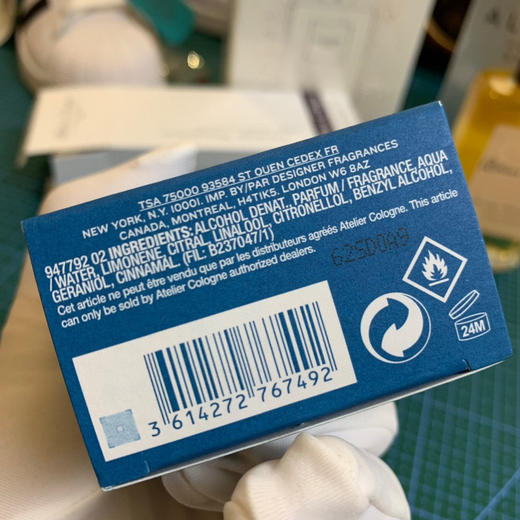 TSA 75000 93584 ST OUEN CEDEX FR
NEW YORK, N.Y. 10001. IMP. BY/PAR DESIGNER FRAGRANCES
CANADA, MONTREAL, H4T1K5. LONDON W6 8AZ
947792 02 INGREDIENTS: ALCOHOL DENAT., PARFUM / FRAGRANCE, AQUA
/ WATER, LIMONENE, CITRAL, LINALOOL, CITRONELLOL, BENZYL ALCOHOL,
GERANIOL, CINNAMAL. (FIL: B237047/1)
Cet article ne peut être vendu que par les distributeurs agréés Atelier Cologne. This article
can only be sold by Atelier Cologne authorized dealers.
24M
3 614272 767492